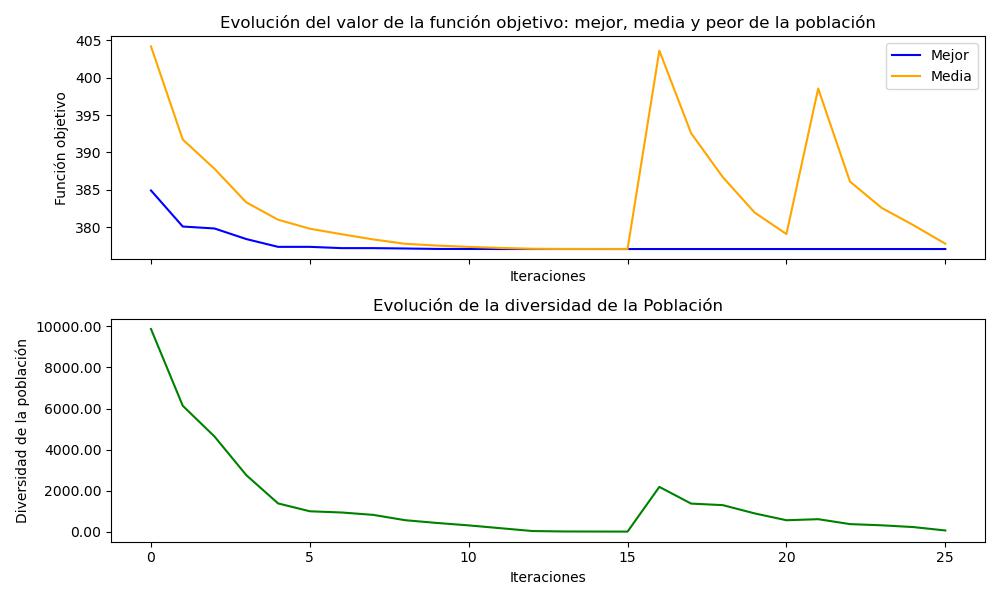 Evolución del valor de la función objetivo: mejor, media y peor de la población
405
400
395
390
385
380
Función objetivo
Mejor
Media
Iteraciones
Evolución de la diversidad de la Población
10000.00
8000.00
6000.00
4000.00
2000.00
0.00
Diversidad de la población
0 5 10 15 20 25
Iteraciones